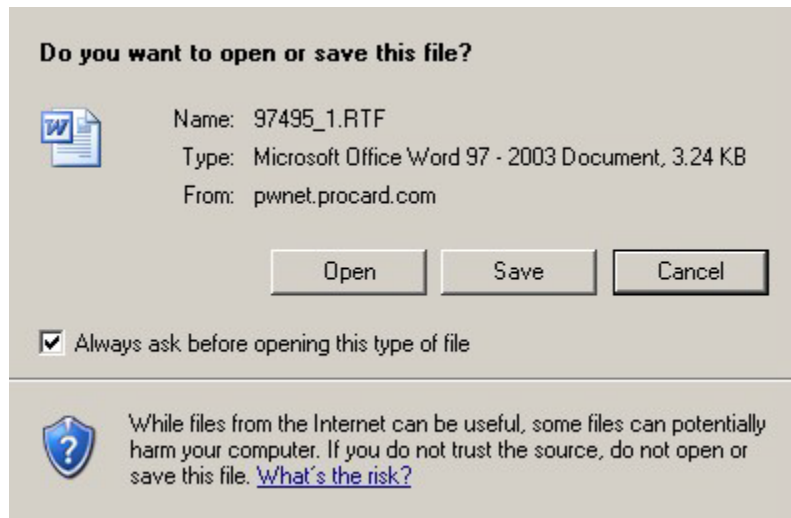 Do you want to open or save this file?
Name: 97495_1.RTF
Type: Microsoft Office Word 97 - 2003 Document, 3.24 KB
From: pwnet.procard.com
Open Save Cancel
Always ask before opening this type of file
While files from the Internet can be useful, some files can potentially
harm your computer. If you do not trust the source, do not open or
save this file. What's the risk?